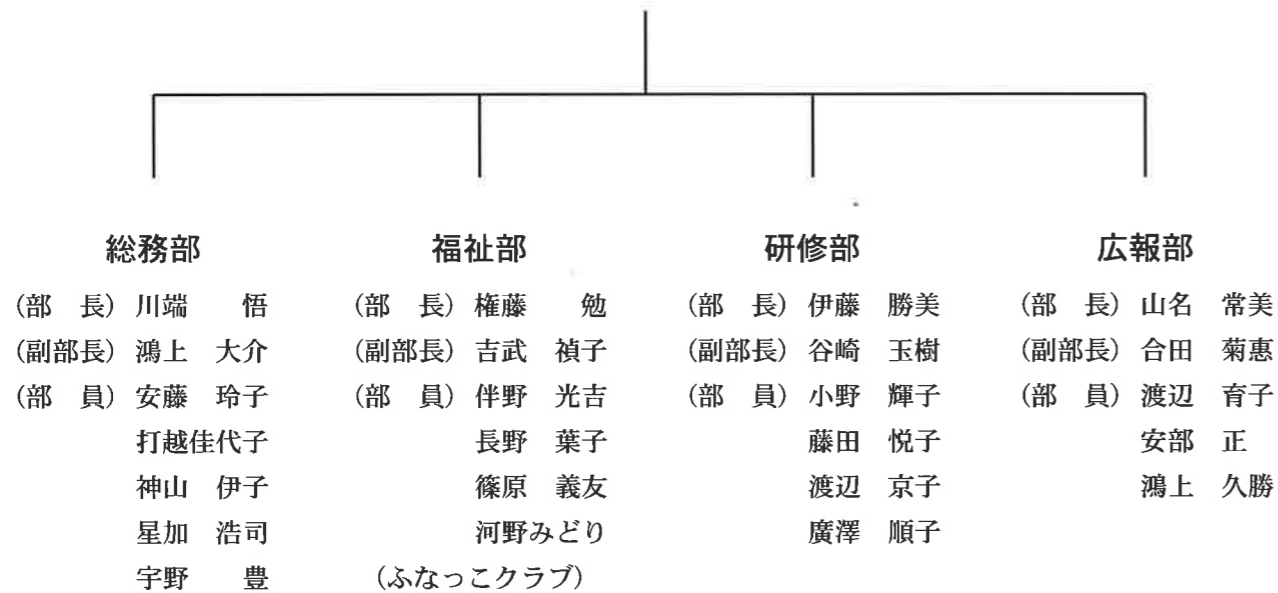 総務部
(部　長) 川端　　悟
(副部長) 鴻上　大介
(部　員) 安藤　玲子
打越佳代子
神山　伊子
星加　浩司
宇野　　豊
福祉部
(部　長) 権藤　　勉
(副部長) 吉武　禎子
(部　員) 伴野　光吉
長野　葉子
篠原　義友
河野みどり
(ふなっこクラブ)
研修部
(部　長) 伊藤　勝美
(副部長) 谷崎　玉樹
(部　員) 小野　輝子
藤田　悦子
渡辺　京子
廣澤　順子
広報部
(部　長) 山名　常美
(副部長) 合田　菊惠
(部　員) 渡辺　育子
安部　正
鴻上　久勝